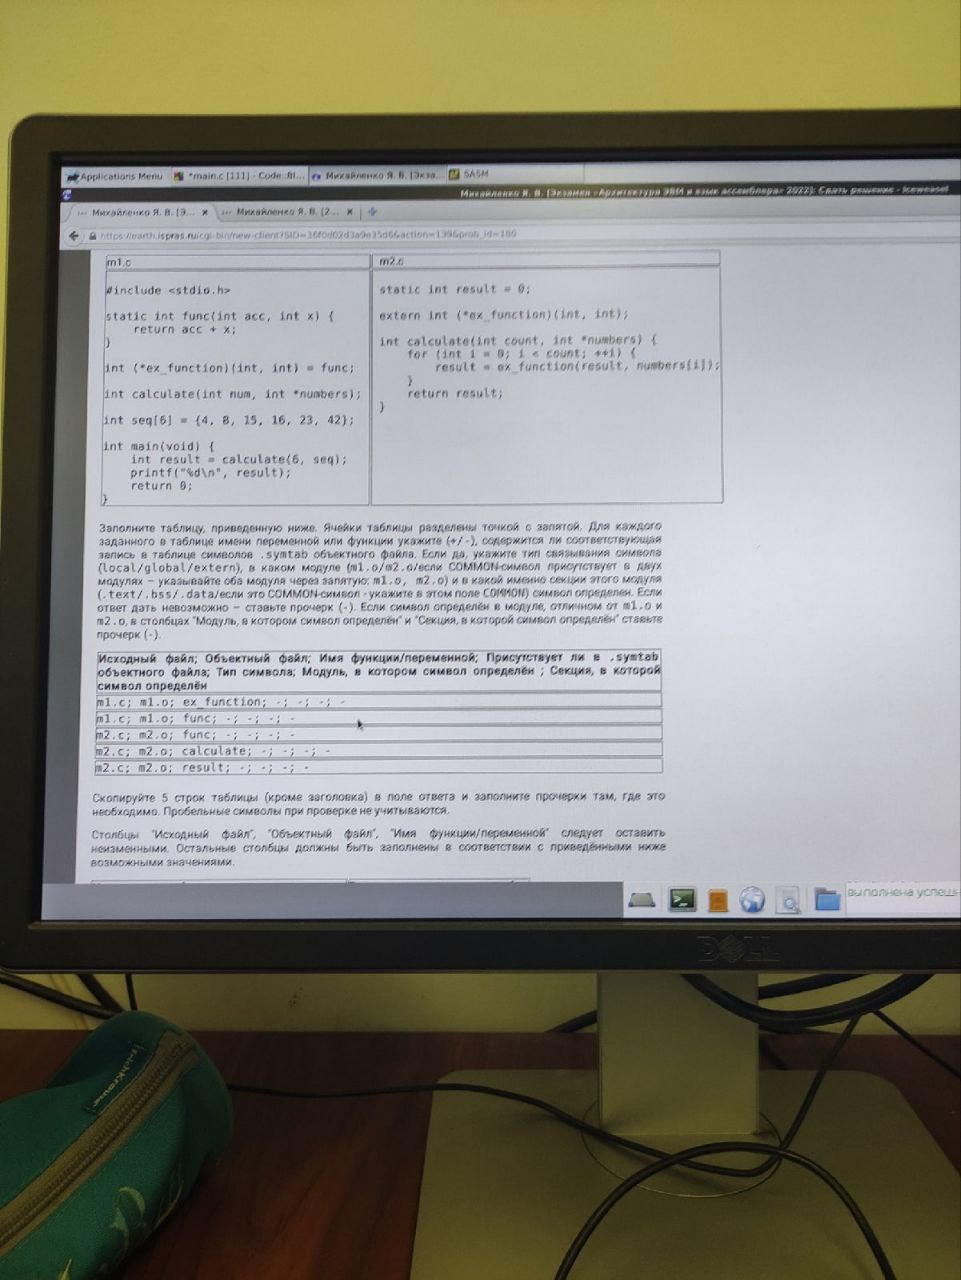 Applications Menu
*main.c [111] - Code::Bl...
Михайленко Я. В. [Экза...
SASM
Михайленко Я. В. [Экзамен «Архитектура ЭВМ и язык ассемблера» 2022]: Сдать решение - Iceweasel
Михайленко Я. В. [Э...
Михайленко Я. В. [2...
m1.c
m2.c
#include <stdio.h>
static int func(int acc, int x) {
return acc + x;
}
int (*ex_function)(int, int) = func;
int calculate(int num, int *numbers);
int seq[6] = {4, 8, 15, 16, 23, 42};
int main(void) {
int result = calculate(6, seq);
printf("%d\n", result);
return 0;
}
static int result = 0;
extern int (*ex_function)(int, int);
int calculate(int count, int *numbers) {
for (int i = 0; i < count; ++i) {
result = ex_function(result, numbers[i]);
}
return result;
}
Заполните таблицу, приведенную ниже. Ячейки таблицы разделены точкой с запятой. Для каждого
заданного в таблице имени переменной или функции укажите (+/-), содержится ли соответствующая
запись в таблице символов .symtab объектного файла. Если да, укажите тип связывания символа
(local/global/extern), в каком модуле (m1.o/m2.o/если COMMON-символ присутствует в двух
модулях – указывайте оба модуля через запятую: m1.o, m2.o) и в какой именно секции этого модуля
(.text/.bss/.data/если это COMMON-символ - укажите в этом поле COMMON) символ определен. Если
ответ дать невозможно – ставьте прочерк (-). Если символ определён в модуле, отличном от m1.o и
m2.o, в столбцах "Модуль, в котором символ определён" и "Секция, в которой символ определён" ставьте
прочерк (-).
Исходный файл; Объектный файл; Имя функции/переменной; Присутствует ли в .symtab
объектного файла; Тип символа; Модуль, в котором символ определён ; Секция, в которой
символ определён
m1.c; m1.o; ex_function; -; -; -; -
m1.c; m1.o; func; -; -; -; -
m2.c; m2.o; func; -; -; -; -
m2.c; m2.o; calculate; -; -; -; -
m2.c; m2.o; result; -; -; -; -
Скопируйте 5 строк таблицы (кроме заголовка) в поле ответа и заполните прочерки там, где это
необходимо. Пробельные символы при проверке не учитываются.
Столбцы "Исходный файл", "Объектный файл", "Имя функции/переменной" следует оставить
неизменными. Остальные столбцы должны быть заполнены в соответствии с приведёнными ниже
возможными значениями.
выполнена успеш
DELL
ErichKrause